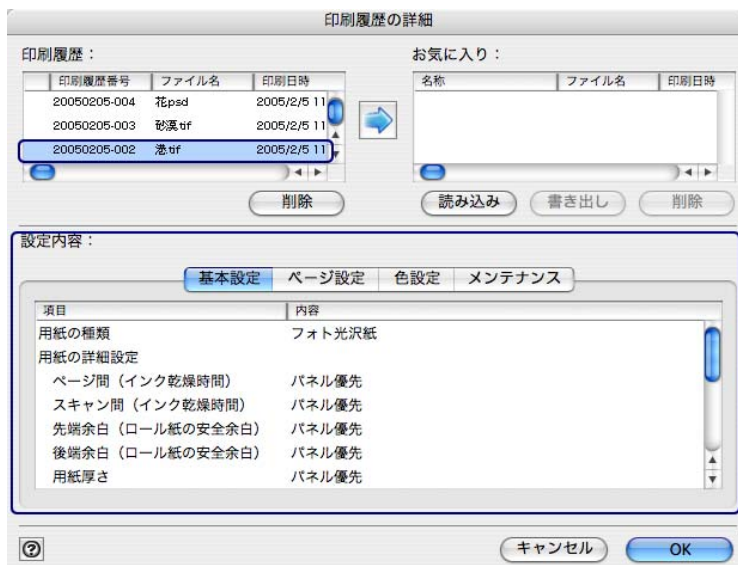 印刷履歴の詳細
印刷履歴：
印刷履歴番号 ファイル名 印刷日時
20050205-004 花psd 2005/2/5 11
20050205-003 砂漠tif 2005/2/5 11
20050205-002 港tif 2005/2/5 11
削除
お気に入り：
名称 ファイル名 印刷日時
読み込み 書き出し 削除
設定内容：
基本設定 ページ設定 色設定 メンテナンス
項目 内容
用紙の種類 フォト光沢紙
用紙の詳細設定
ページ間（インク乾燥時間） パネル優先
スキャン間（インク乾燥時間） パネル優先
先端余白（ロール紙の安全余白） パネル優先
後端余白（ロール紙の安全余白） パネル優先
用紙厚さ パネル優先
? キャンセル OK